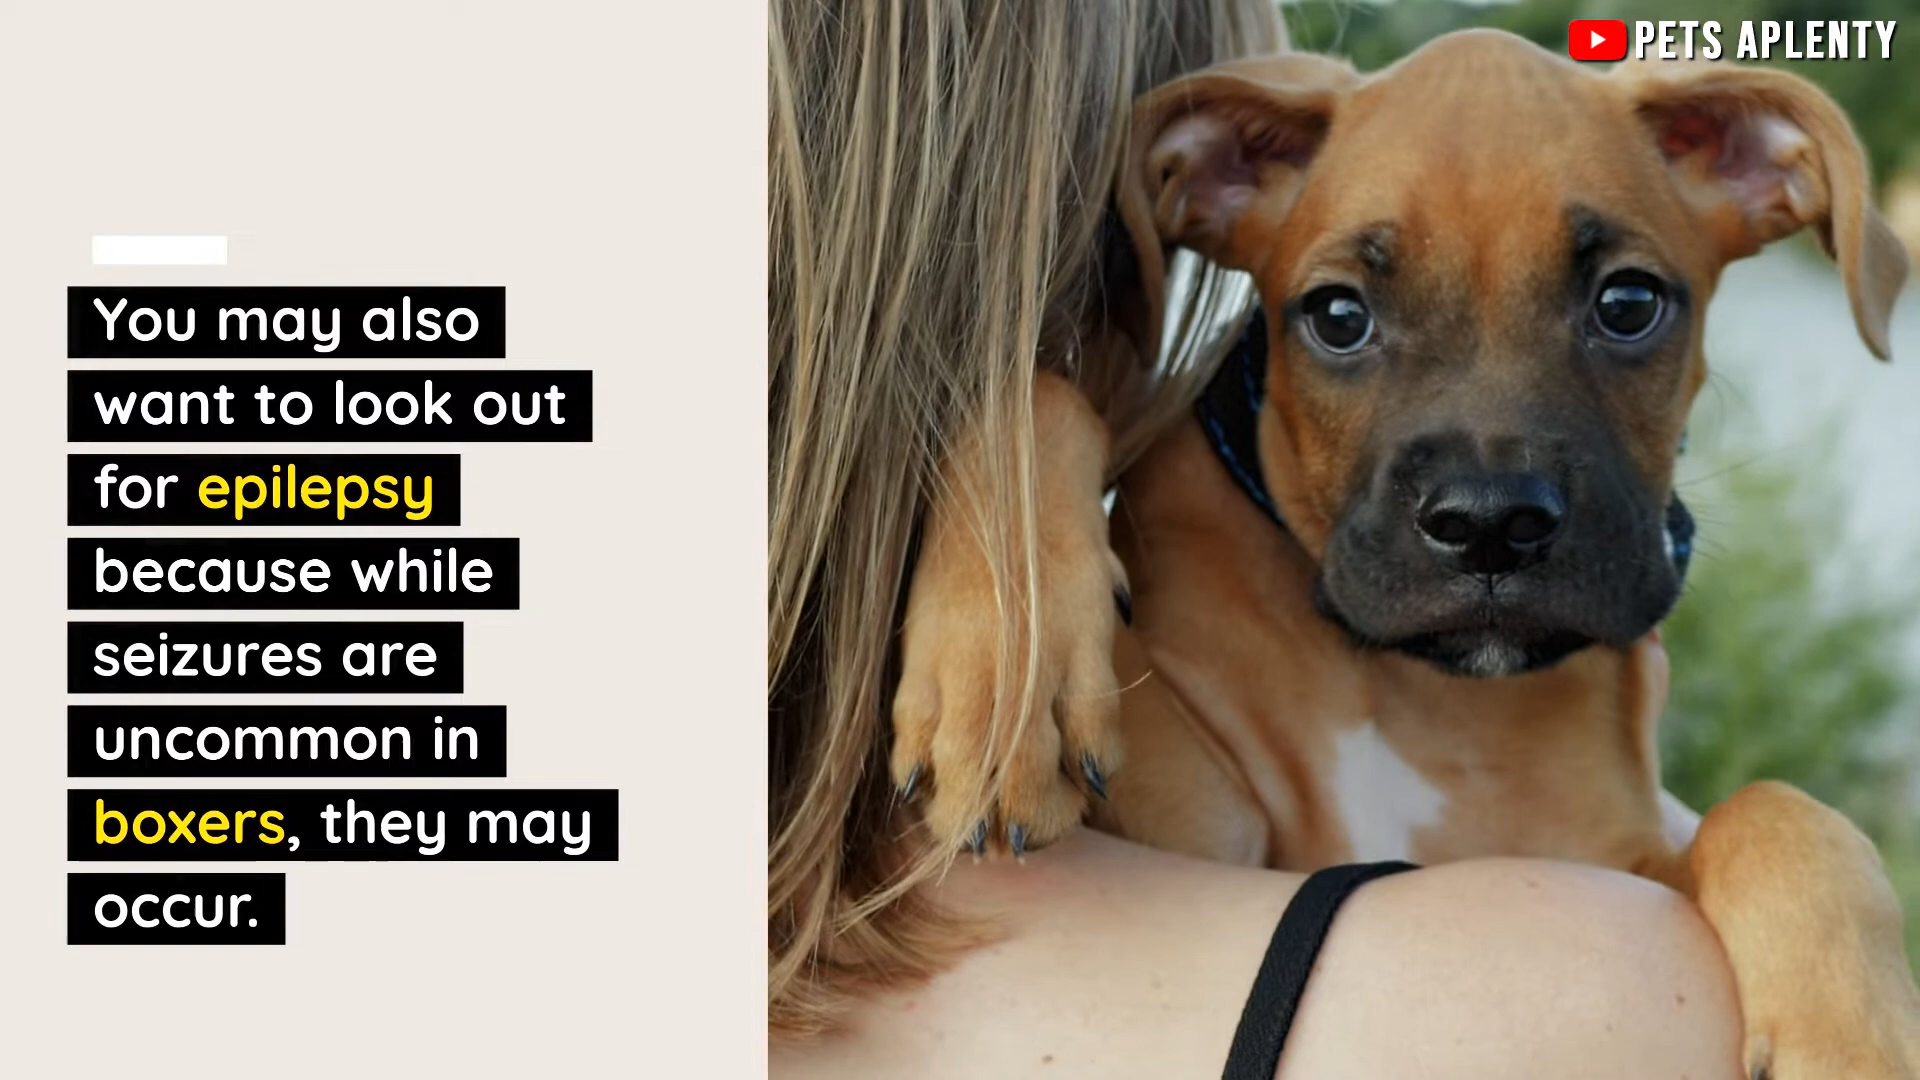 PETS APLENTY
You may also
want to look out
for epilepsy
because while
seizures are
uncommon in
boxers, they may
occur.